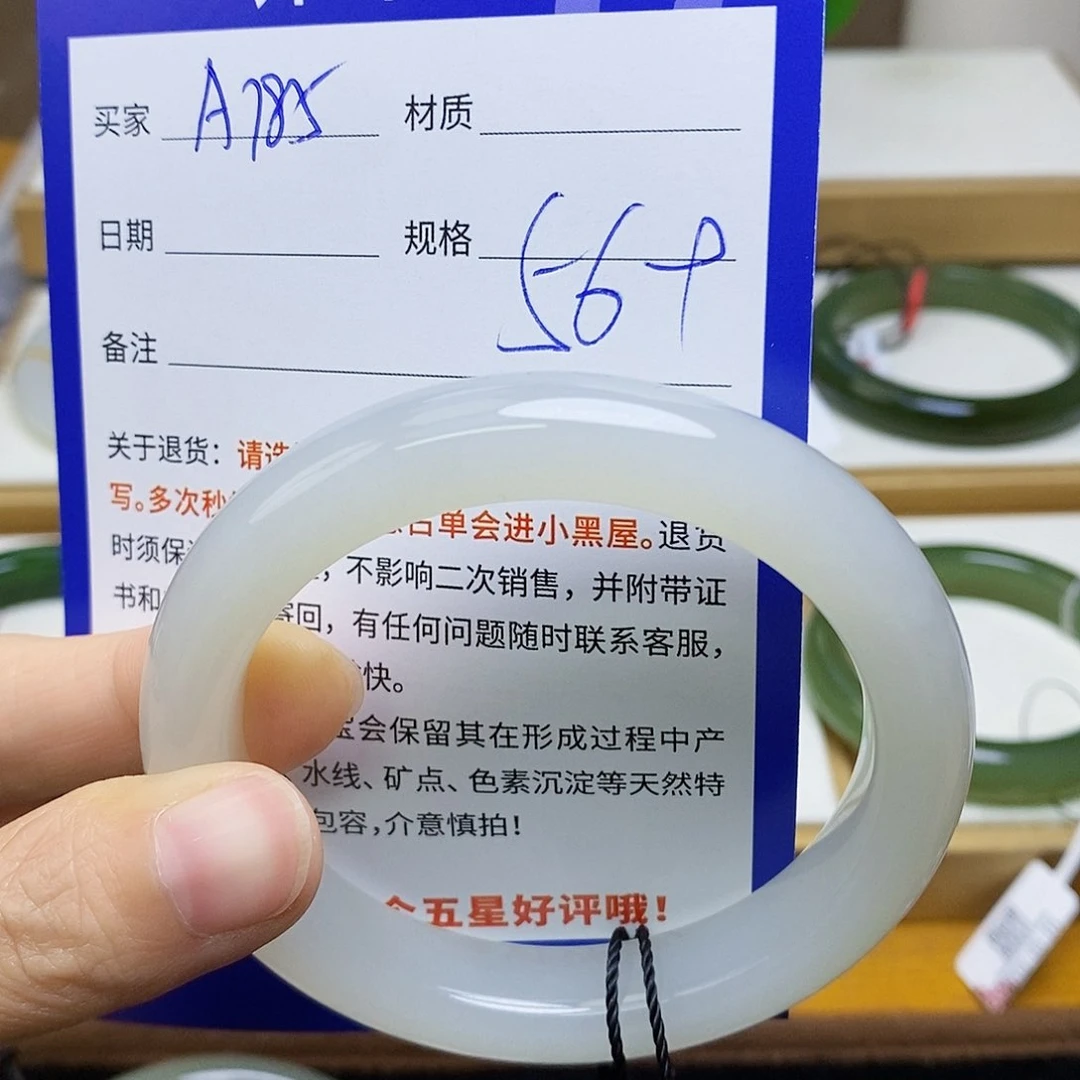 买家 A785 材质
日期 规格 56
备注
关于退货：请选
写。多次秒 单会进小黑屋。退货
时须保 ，不影响二次销售，并附带证
书和 寄回，有任何问题随时联系客服，
快。
宝会保留其在形成过程中产
水线、矿点、色素沉淀等天然特
包容，介意慎拍！
五星好评哦！